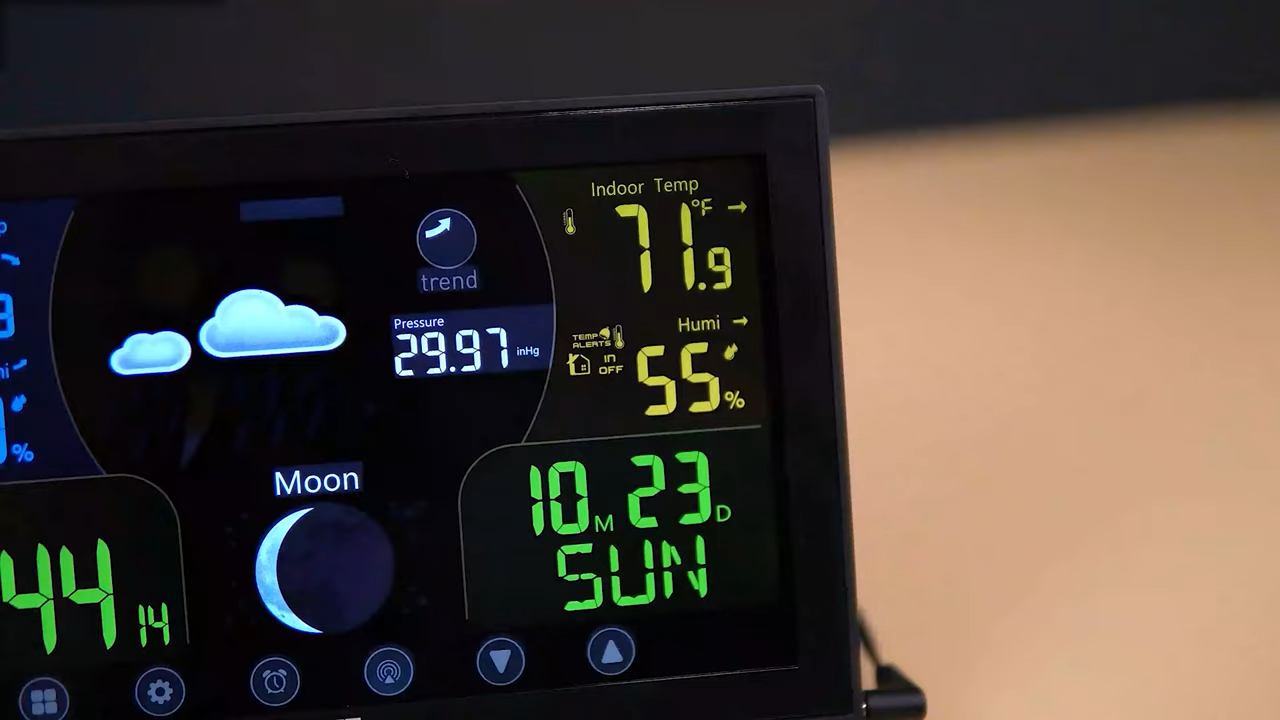 Indoor Temp
71.9 °F
trend
Pressure
29.97 inHg
Humi
TEMP ALERTS
IN OFF
55 %
%
Moon
10 M 23 D
SUN
44 14